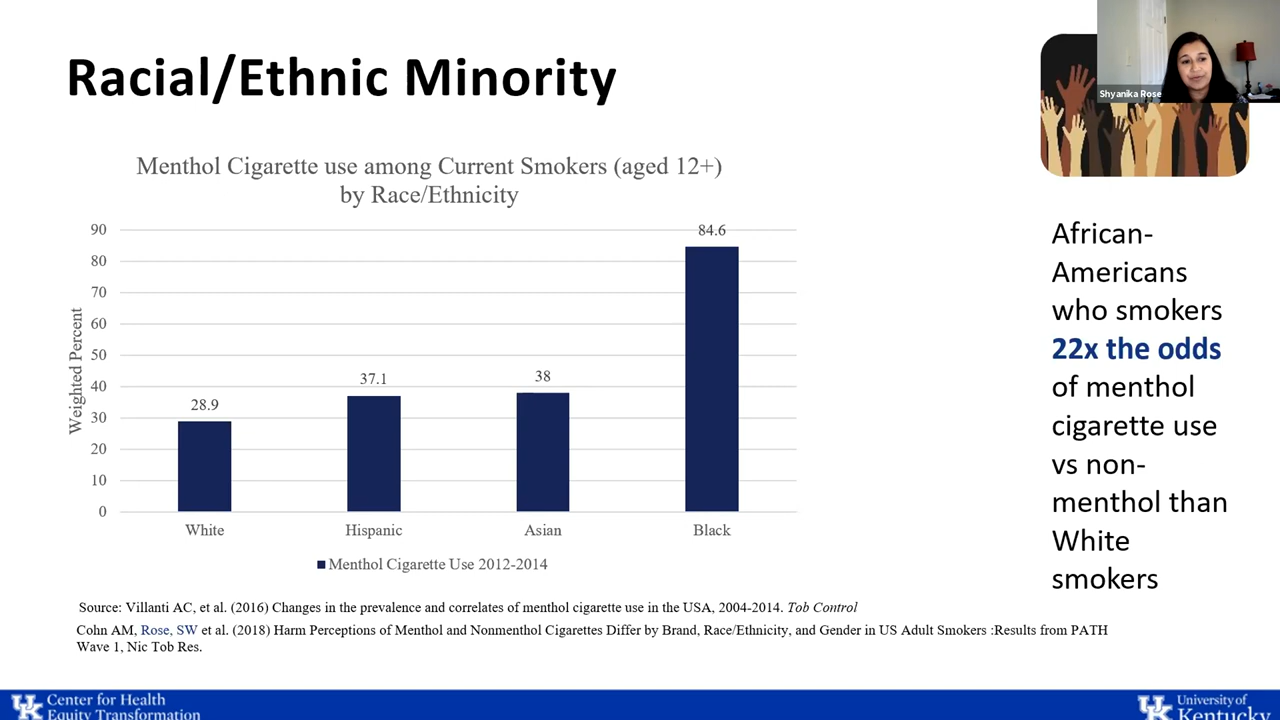 Racial/Ethnic Minority
Shyanika Rose
Menthol Cigarette use among Current Smokers (aged 12+)
by Race/Ethnicity
Weighted Percent
90
80
70
60
50
40
30
20
10
0
28.9
37.1
38
84.6
White
Hispanic
Asian
Black
Menthol Cigarette Use 2012-2014
African-
Americans
who smokers
22x the odds
of menthol
cigarette use
vs non-
menthol than
White
smokers
Source: Villanti AC, et al. (2016) Changes in the prevalence and correlates of menthol cigarette use in the USA, 2004-2014. Tob Control
Cohn AM, Rose, SW et al. (2018) Harm Perceptions of Menthol and Nonmenthol Cigarettes Differ by Brand, Race/Ethnicity, and Gender in US Adult Smokers :Results from PATH
Wave 1, Nic Tob Res.
UK Center for Health
Equity Transformation
UK University of
Kentucky